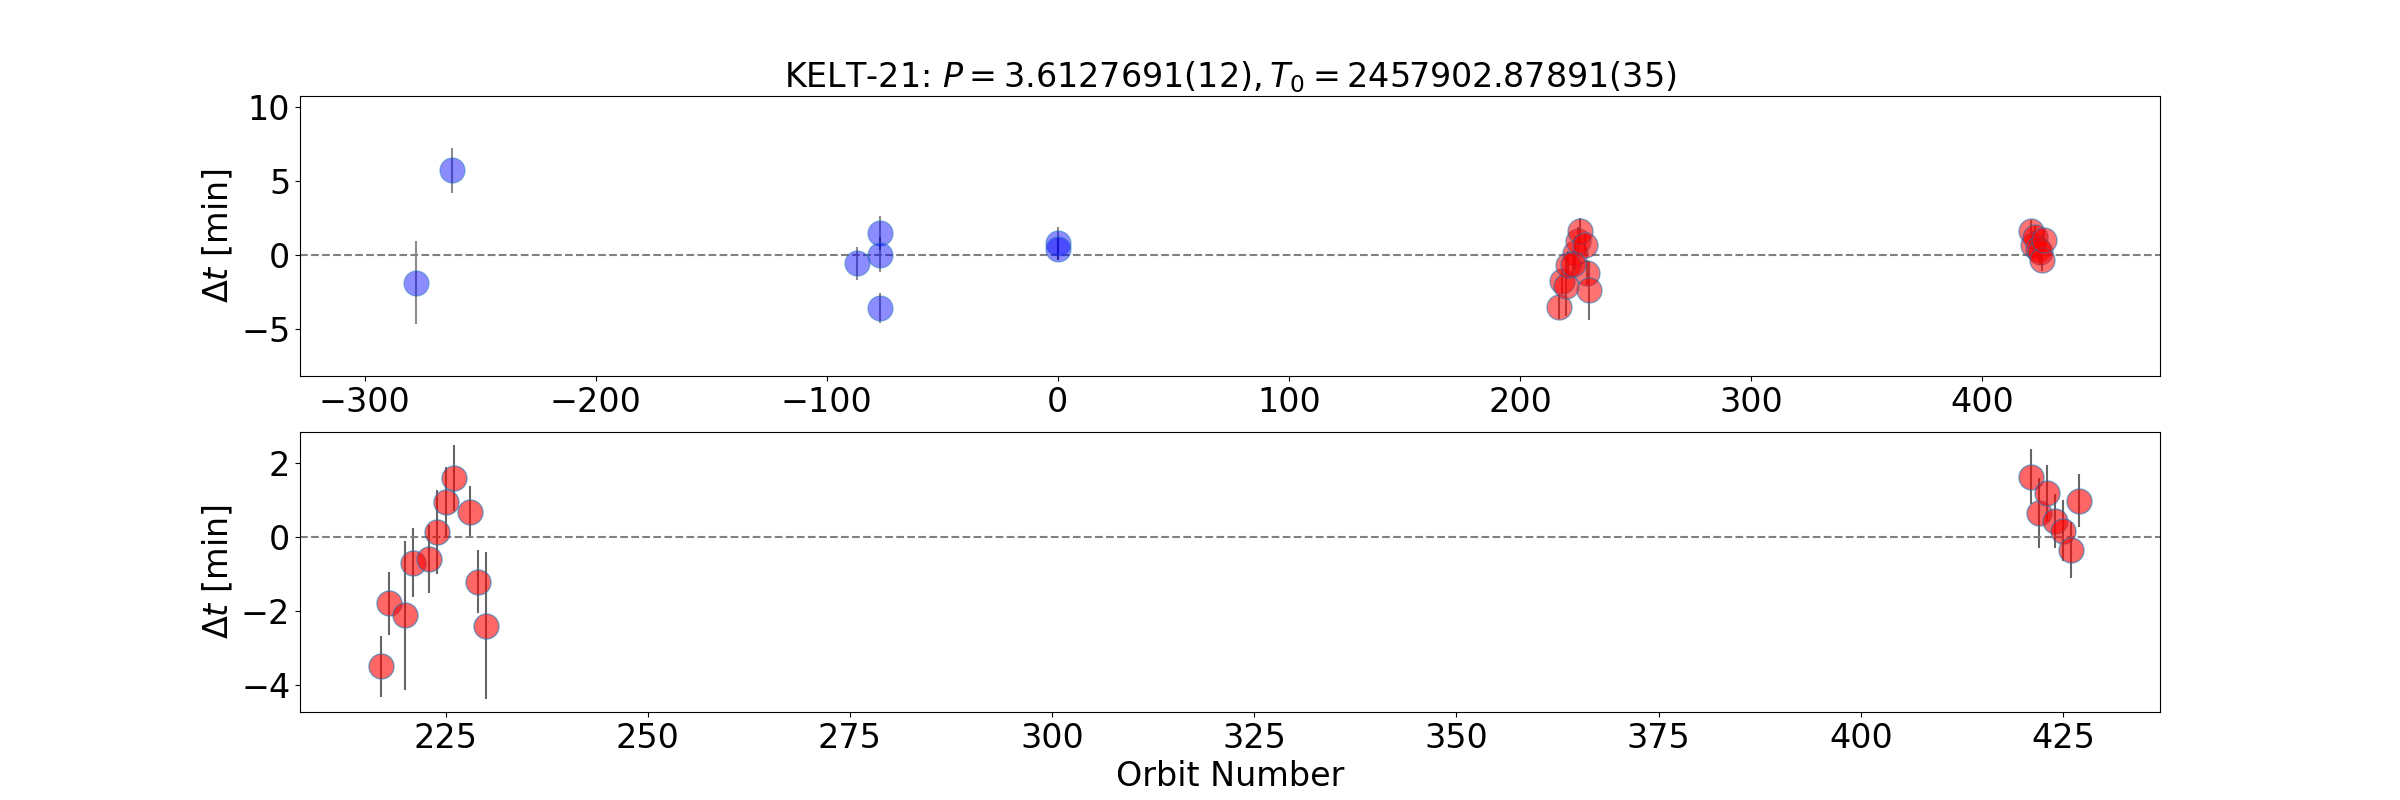 KELT-21: P = 3.6127691(12), T₀ = 2457902.87891(35)
10
5
0
−5
Δt [min]
−300 −200 −100 0 100 200 300 400
2
0
−2
−4
Δt [min]
225 250 275 300 325 350 375 400 425
Orbit Number